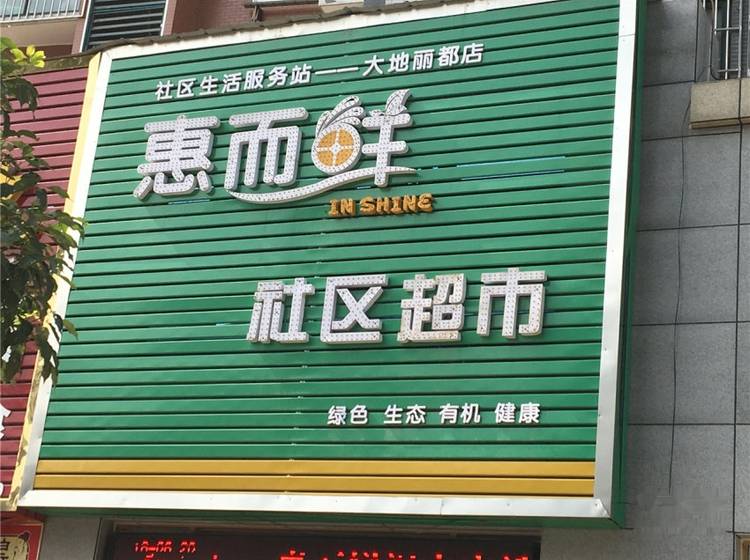 社区生活服务站——大地丽都店
惠而鲜
IN SHINE
社区超市
绿色 生态 有机 健康